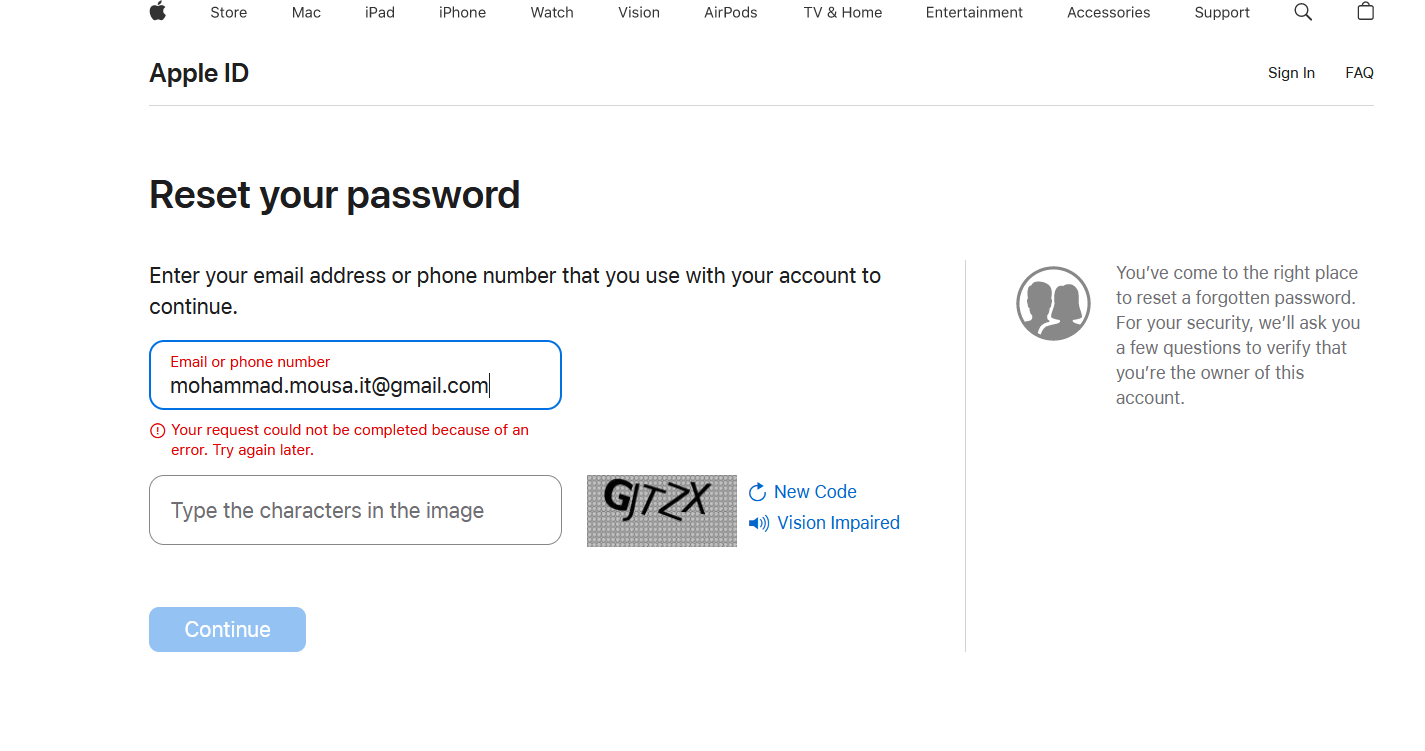 Store Mac iPad iPhone Watch Vision AirPods TV & Home Entertainment Accessories Support
Apple ID
Sign In FAQ
Reset your password
Enter your email address or phone number that you use with your account to
continue.
Email or phone number
mohammad.mousa.it@gmail.com
Your request could not be completed because of an
error. Try again later.
Type the characters in the image
GJTZX
New Code
Vision Impaired
Continue
You’ve come to the right place
to reset a forgotten password.
For your security, we’ll ask you
a few questions to verify that
you’re the owner of this
account.